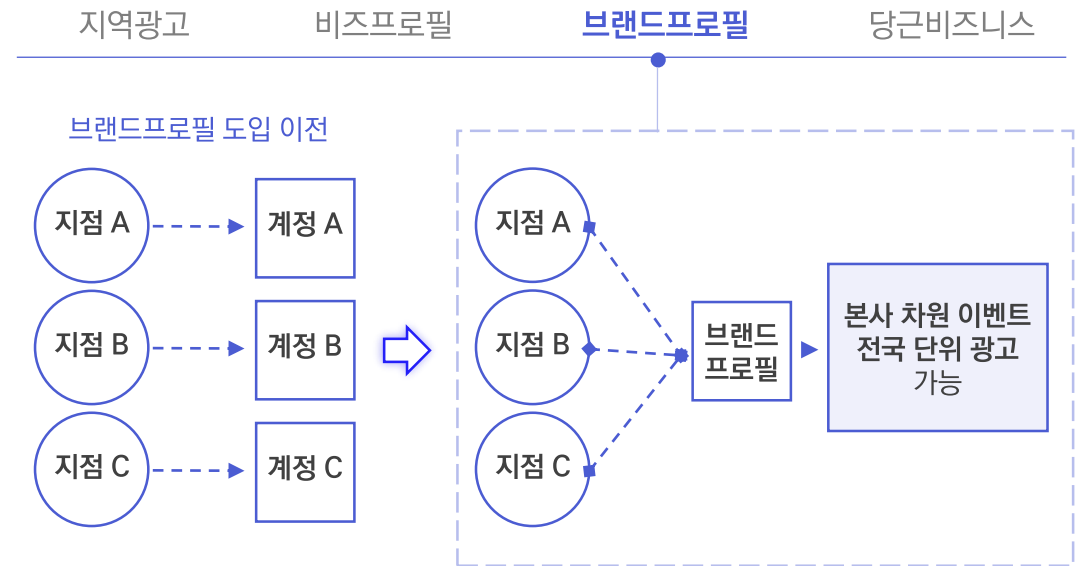 지역광고
비즈프로필
브랜드프로필
당근비즈니스
브랜드프로필 도입 이전
지점 A
계정 A
지점 B
계정 B
지점 C
계정 C
지점 A
지점 B
지점 C
브랜드
프로필
본사 차원 이벤트
전국 단위 광고
가능